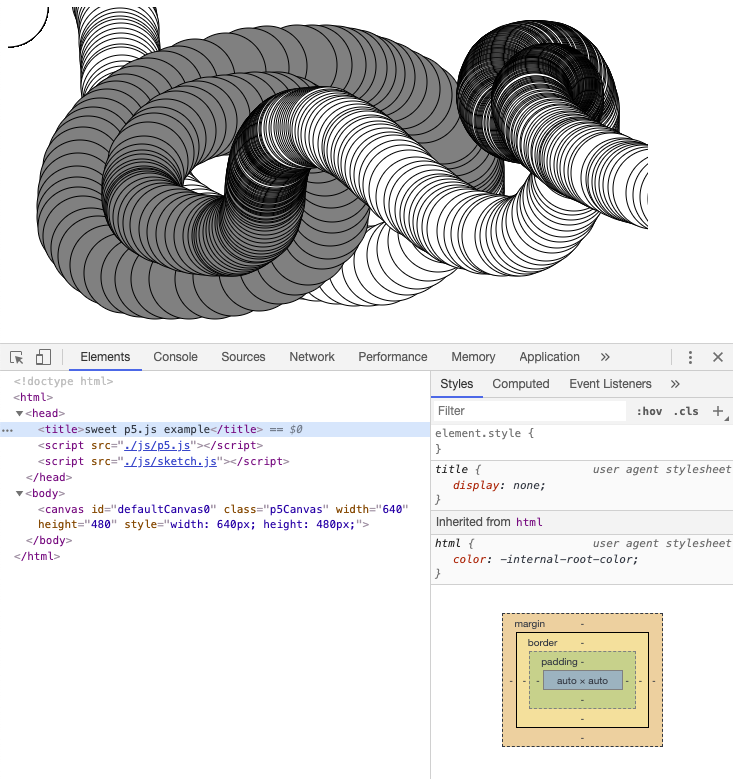 Elements Console Sources Network Performance Memory Application »
<!doctype html>
<html>
<head>
<title>sweet p5.js example</title> == $0
<script src="./js/p5.js"></script>
<script src="./js/sketch.js"></script>
</head>
<body>
<canvas id="defaultCanvas0" class="p5Canvas" width="640"
height="480" style="width: 640px; height: 480px;">
</body>
</html>
Styles Computed Event Listeners »
Filter :hov .cls +
element.style {
}
title { user agent stylesheet
display: none;
}
Inherited from html
html { user agent stylesheet
color: -internal-root-color;
}
margin -
border -
padding -
- - - auto × auto - - -
-
-
-